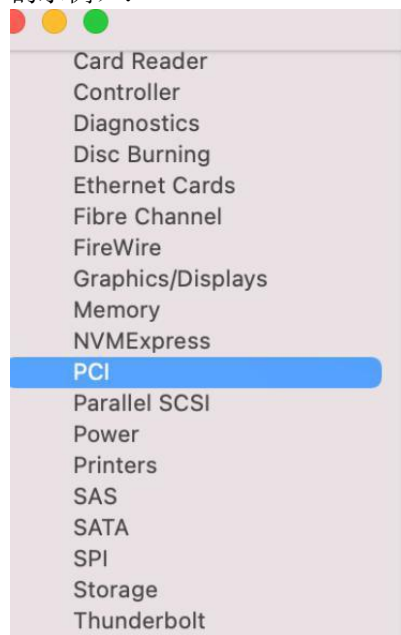 Card Reader
Controller
Diagnostics
Disc Burning
Ethernet Cards
Fibre Channel
FireWire
Graphics/Displays
Memory
NVMExpress
PCI
Parallel SCSI
Power
Printers
SAS
SATA
SPI
Storage
Thunderbolt